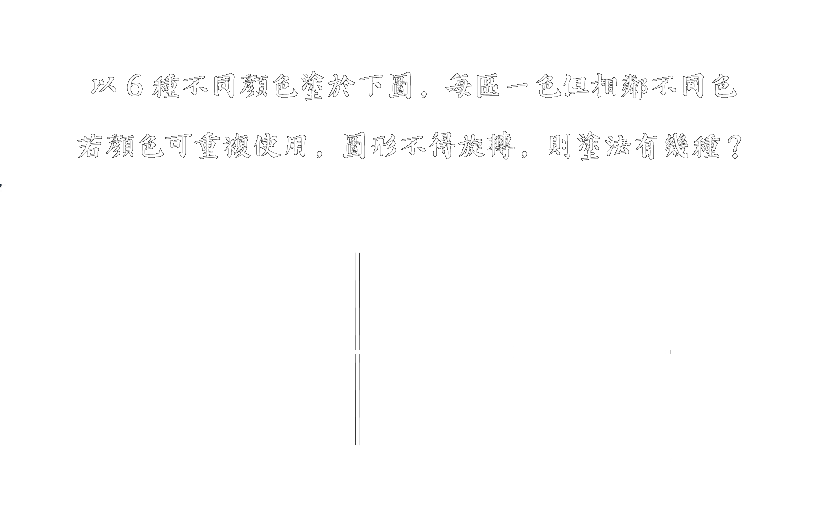 以6種不同顏色塗於下圖，每區一色但相鄰不同色
若顏色可重複使用，圖形不得旋轉，則塗法有幾種？